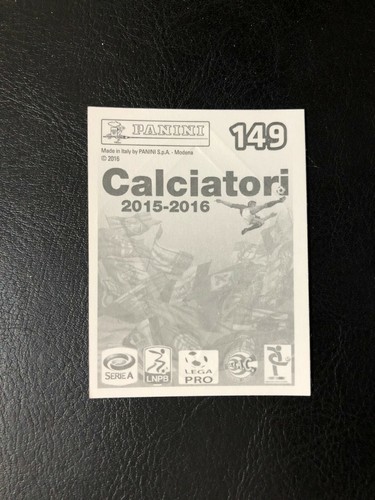 PANINI
149
Made in Italy by PANINI S.p.A. - Modena
© 2016
Calciatori
2015-2016
SERIE A
LNPB
LEGA
PRO